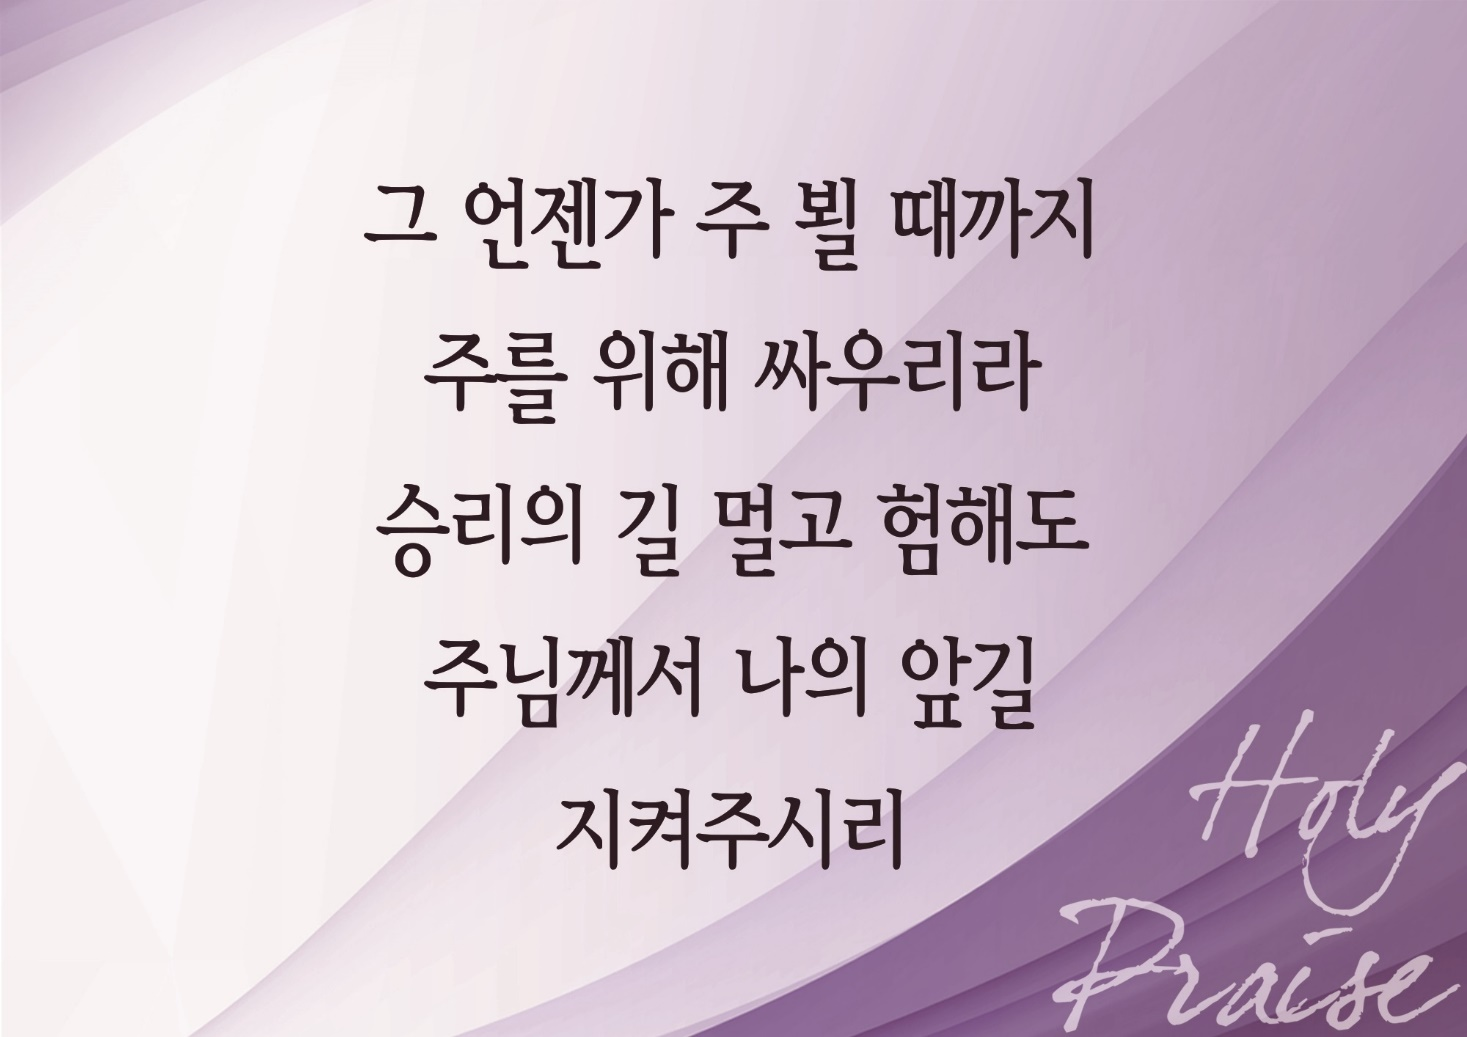 그 언젠가 주 뵐 때까지
주를 위해 싸우리라
승리의 길 멀고 험해도
주님께서 나의 앞길
지켜주시리
Holy
Praise